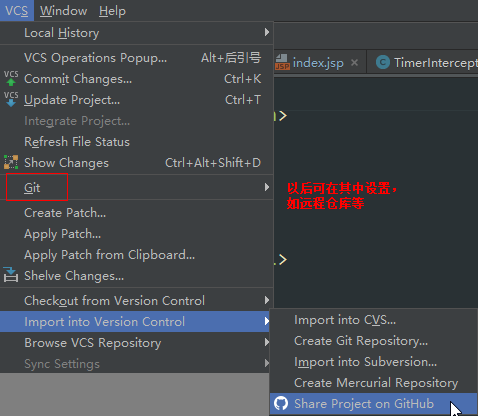 VCS Window Help
Local History
VCS Operations Popup... Alt+后引号
Commit Changes... Ctrl+K
Update Project... Ctrl+T
Integrate Project...
Refresh File Status
Show Changes Ctrl+Alt+Shift+D
Git
Create Patch...
Apply Patch...
Apply Patch from Clipboard...
Shelve Changes...
Checkout from Version Control
Import into Version Control
Browse VCS Repository
Sync Settings
Import into CVS...
Create Git Repository...
Import into Subversion...
Create Mercurial Repository
Share Project on GitHub
JSP index.jsp × C TimerIntercept
>
以后可在其中设置，
如远程仓库等
.>